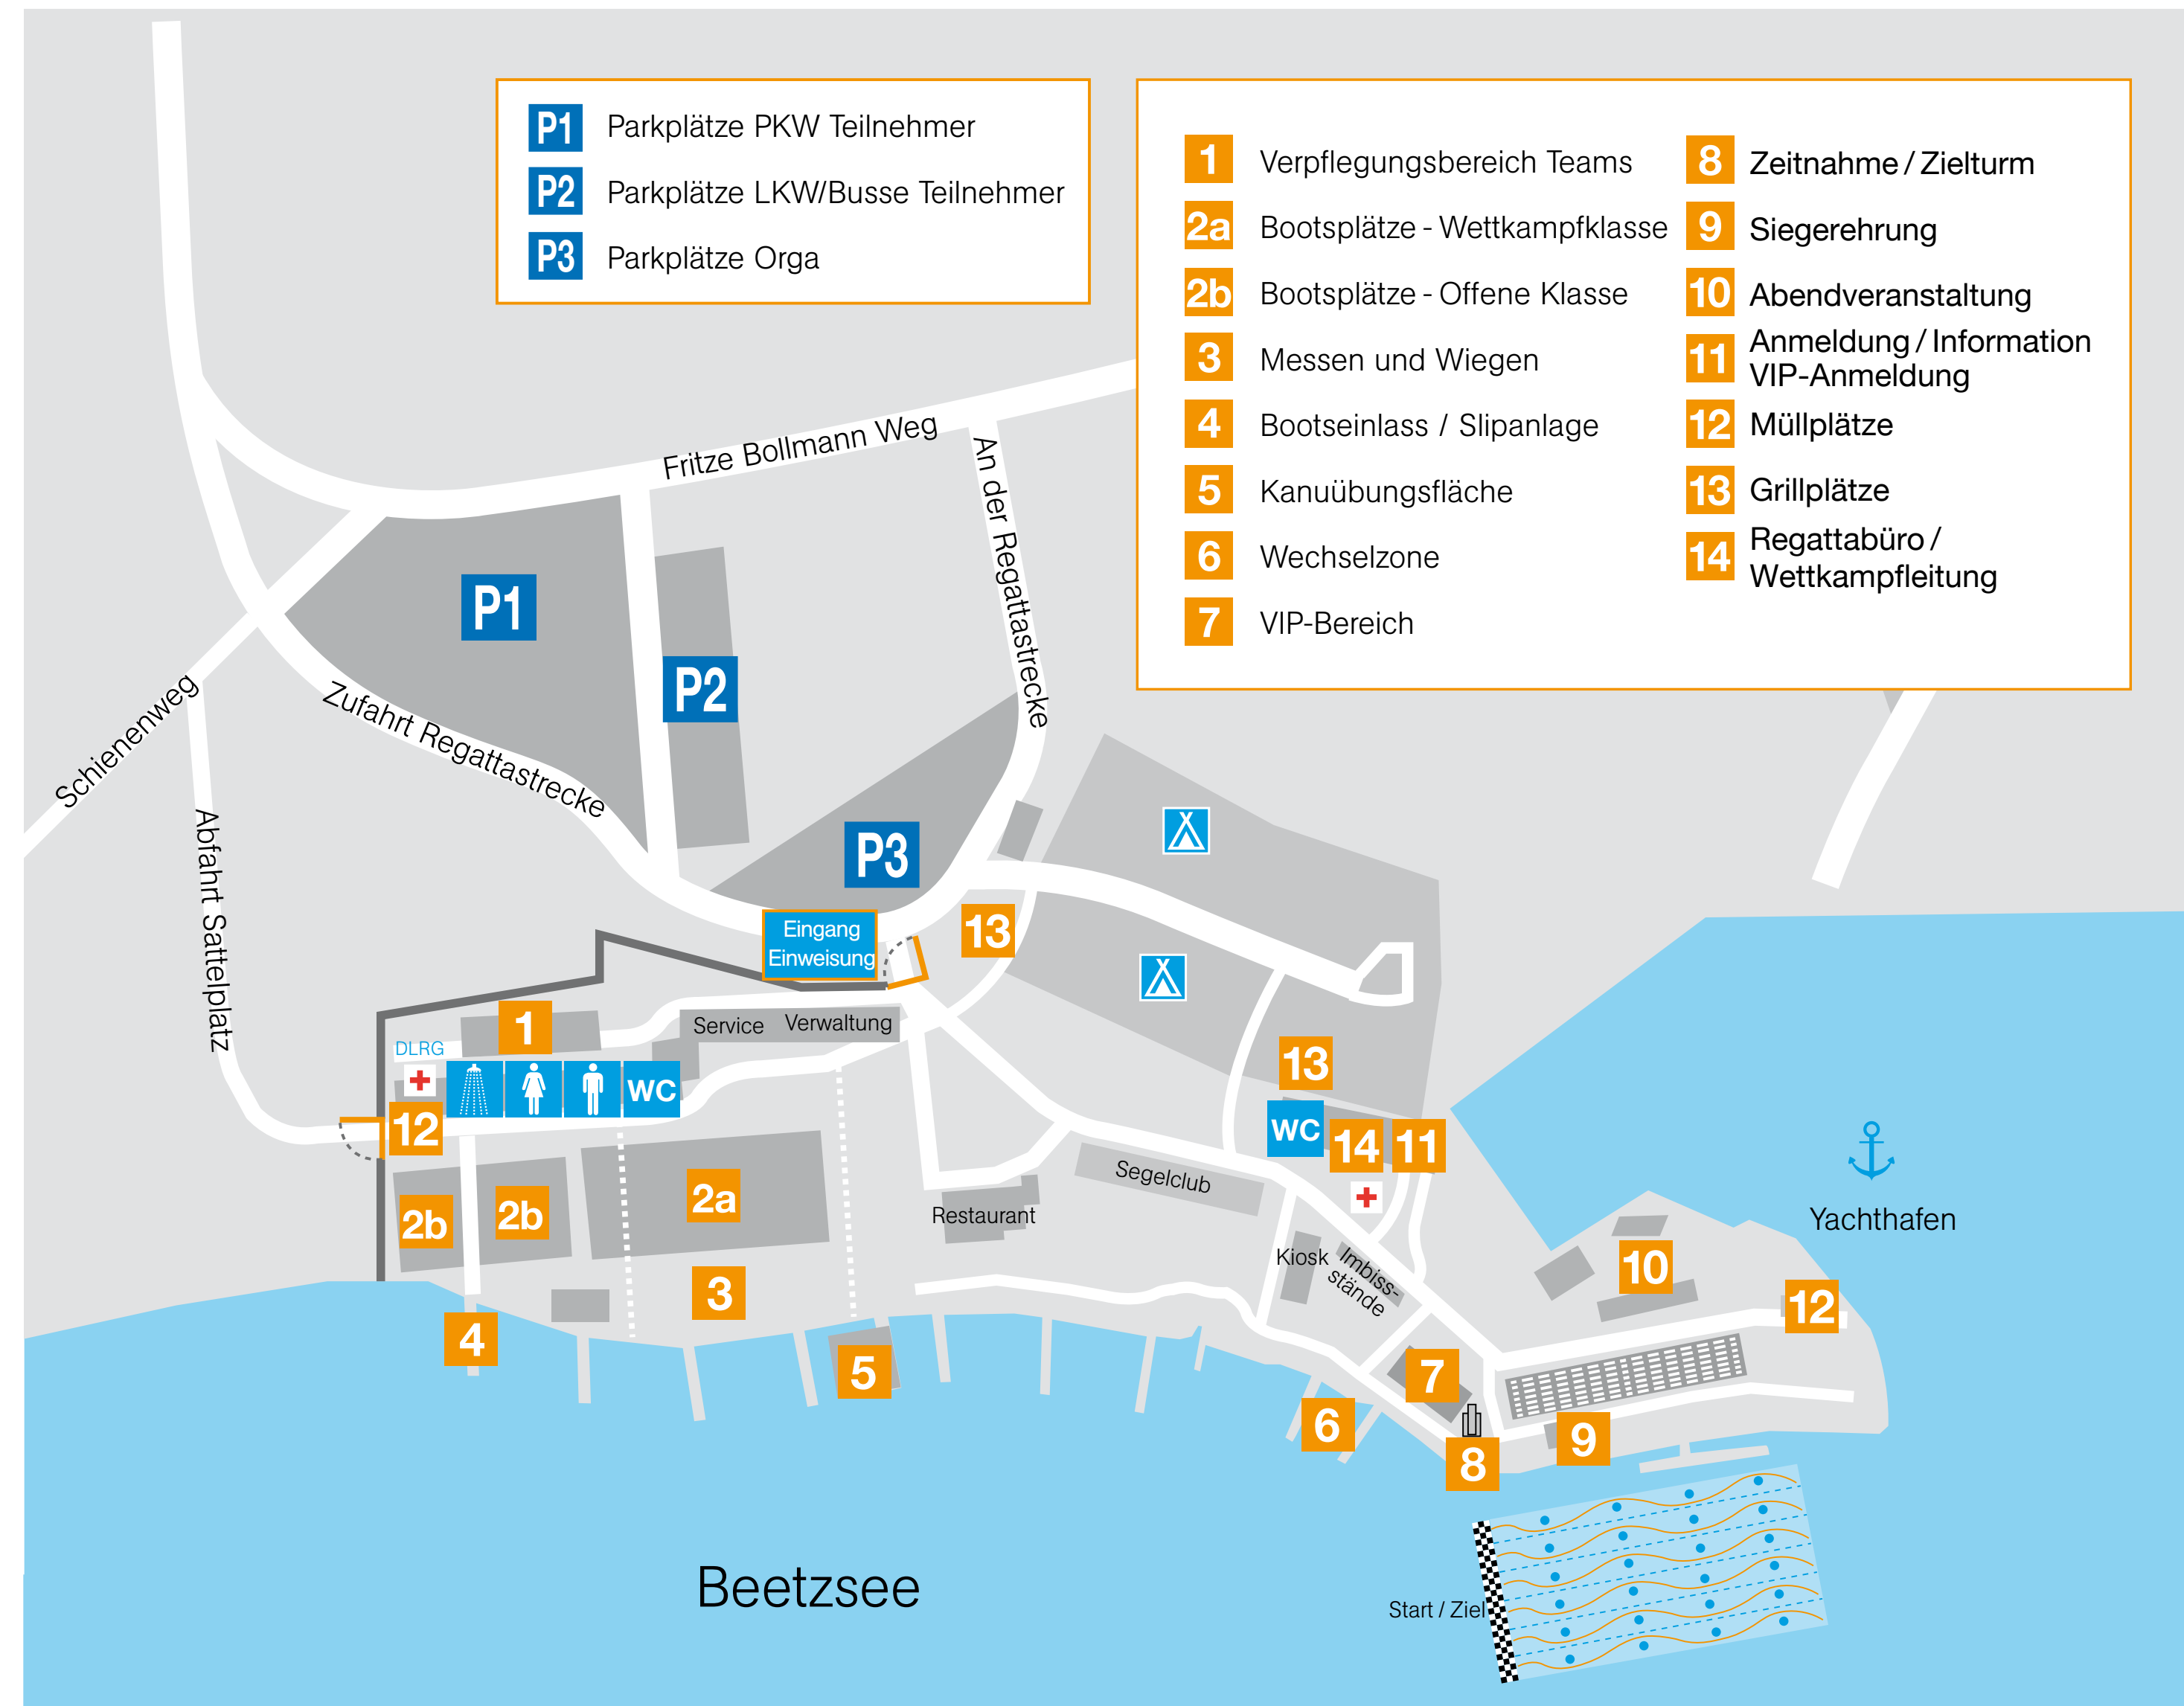 P1 Parkplätze PKW Teilnehmer
P2 Parkplätze LKW/Busse Teilnehmer
P3 Parkplätze Orga
1 Verpflegungsbereich Teams
2a Bootsplätze - Wettkampfklasse
2b Bootsplätze - Offene Klasse
3 Messen und Wiegen
4 Bootseinlass / Slipanlage
5 Kanuübungsfläche
6 Wechselzone
7 VIP-Bereich
8 Zeitnahme / Zielturm
9 Siegerehrung
10 Abendveranstaltung
11 Anmeldung / Information
VIP-Anmeldung
12 Müllplätze
13 Grillplätze
14 Regattabüro /
Wettkampfleitung
Fritze Bollmann Weg
An der Regattastrecke
P1
P2
Schienenweg
Zufahrt Regattastrecke
Abfahrt Sattelplatz
P3
Eingang
Einweisung
13
1
Service
Verwaltung
DLRG
WC
12
13
WC
14
11
2b
2b
2a
Segelclub
Restaurant
Yachthafen
Kiosk
Imbiss-
stände
10
3
12
4
5
7
6
8
9
Beetzsee
Start / Ziel